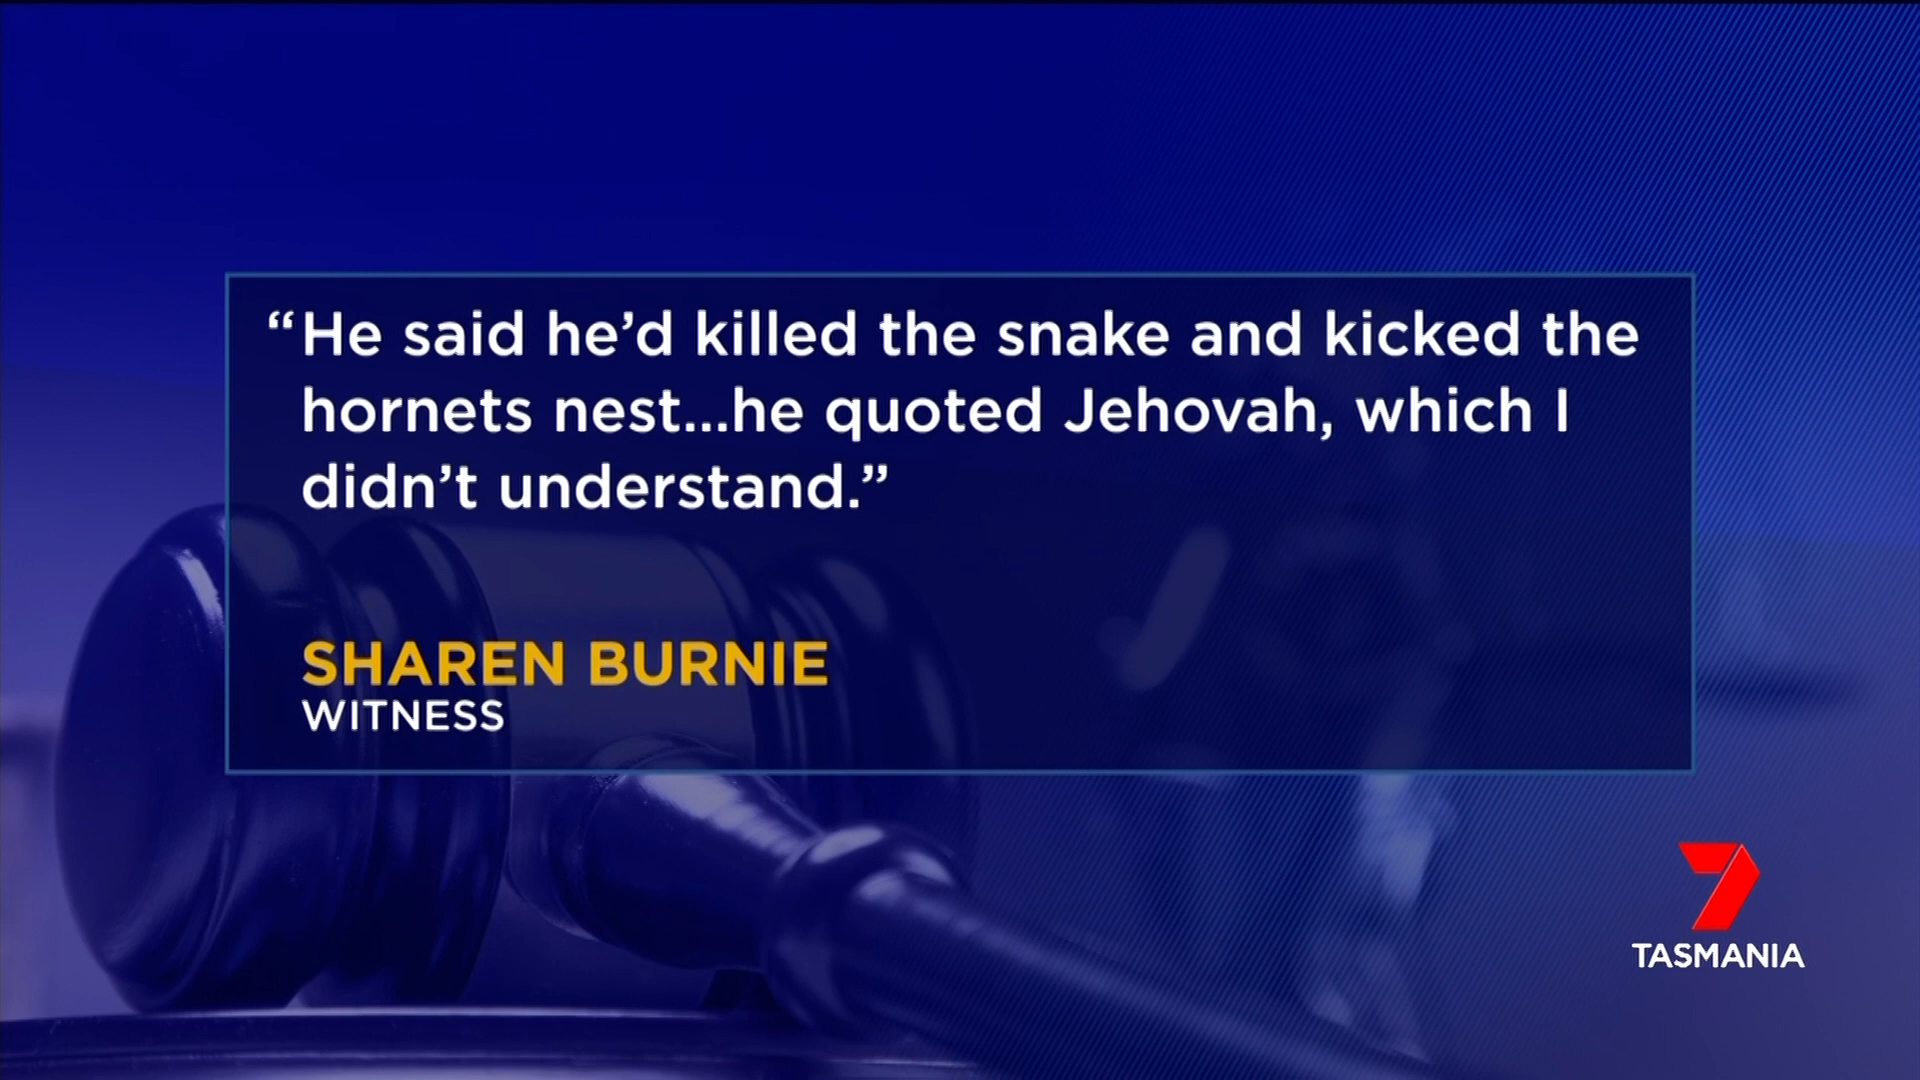 “He said he’d killed the snake and kicked the
hornets nest...he quoted Jehovah, which I
didn’t understand.”
SHAREN BURNIE
WITNESS
7
TASMANIA